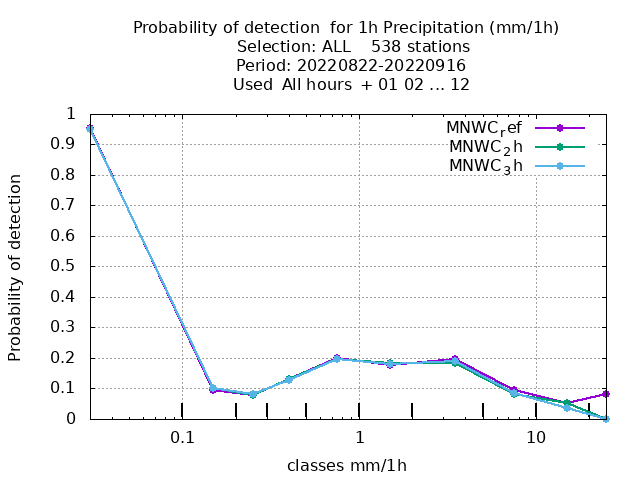 Probability of detection for 1h Precipitation (mm/1h)
Selection: ALL 538 stations
Period: 20220822-20220916
Used All hours + 01 02 ... 12
MNWC_ref
MNWC_2h
MNWC_3h
1
0.9
0.8
0.7
0.6
0.5
0.4
0.3
0.2
0.1
0
Probability of detection
0.1 1 10
classes mm/1h